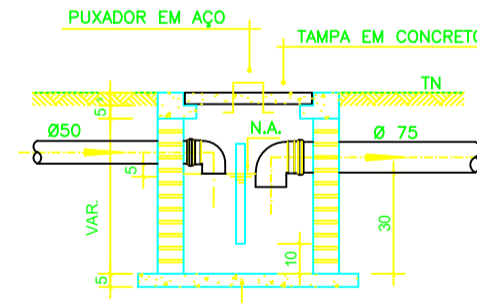 PUXADOR EM AÇO
TAMPA EM CONCRETO
TN
5
Ø50
N.A.
Ø 75
5
VAR.
30
10
5